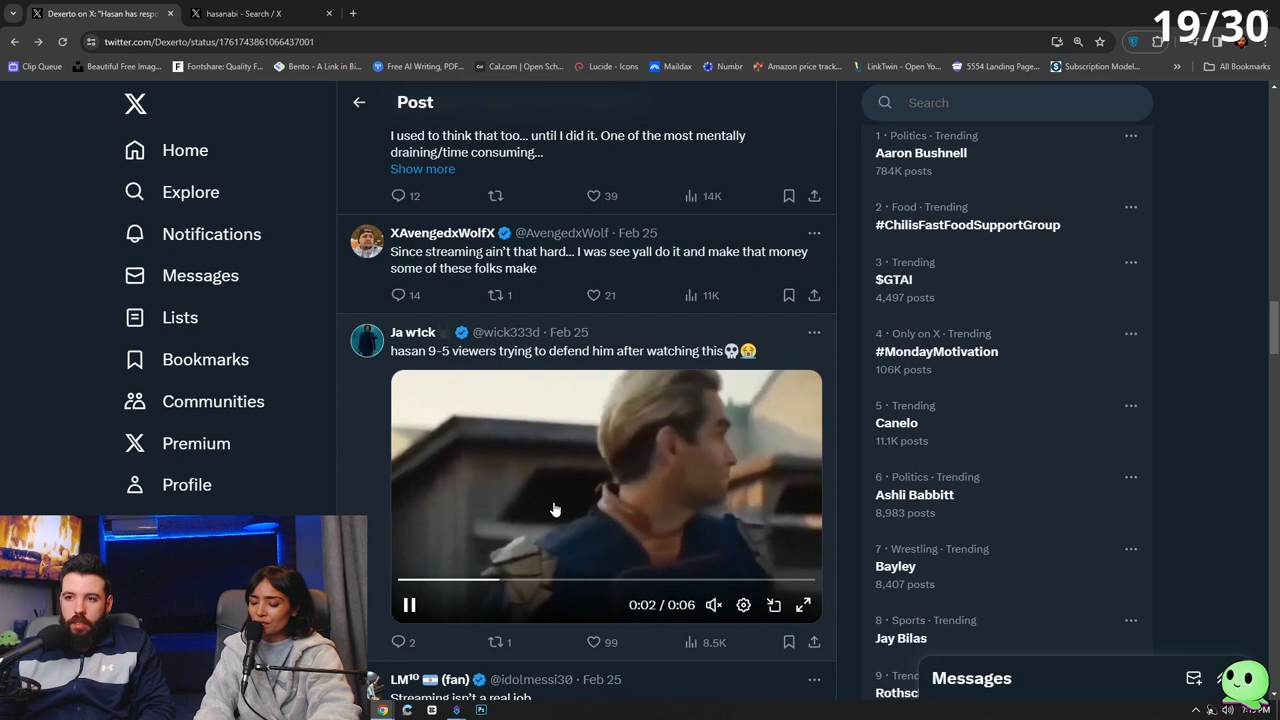 Dexerto on X: "Hasan has respo
hasanabi - Search / X
19/30
twitter.com/Dexerto/status/1761743861066437001
Clip Queue
Beautiful Free Imag...
Fontshare: Quality F...
Bento - A Link in Bi...
Free AI Writing, PDF...
Cal.com | Open Sch...
Lucide - Icons
Maildax
Numbr
Amazon price track...
LinkTwin - Open Yo...
5554 Landing Page...
Subscription Model...
All Bookmarks
Home
Explore
Notifications
Messages
Lists
Bookmarks
Communities
Premium
Profile
Post
I used to think that too... until I did it. One of the most mentally
draining/time consuming...
Show more
12 39 14K
XAvengedxWolfX @AvengedxWolf · Feb 25
Since streaming ain't that hard... I was see yall do it and make that money
some of these folks make
14 1 21 11K
Ja w1ck @wick333d · Feb 25
hasan 9-5 viewers trying to defend him after watching this💀😭
0:02 / 0:06
2 1 99 8.5K
LM¹⁰ 🇦🇷 (fan) @idolmessi30 · Feb 25
Streaming isn't a real job
Search
1 · Politics · Trending
Aaron Bushnell
784K posts
2 · Food · Trending
#ChilisFastFoodSupportGroup
3 · Trending
$GTAI
4,497 posts
4 · Only on X · Trending
#MondayMotivation
106K posts
5 · Trending
Canelo
11.1K posts
6 · Politics · Trending
Ashli Babbitt
8,983 posts
7 · Wrestling · Trending
Bayley
8,407 posts
8 · Sports · Trending
Jay Bilas
9 · Trend
Rothsc
Messages